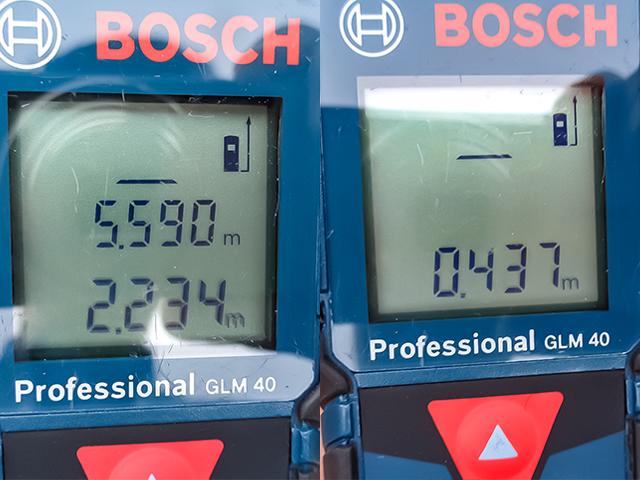 BOSCH
5.590 m
2.234 m
Professional GLM 40
BOSCH
0.437 m
Professional GLM 40